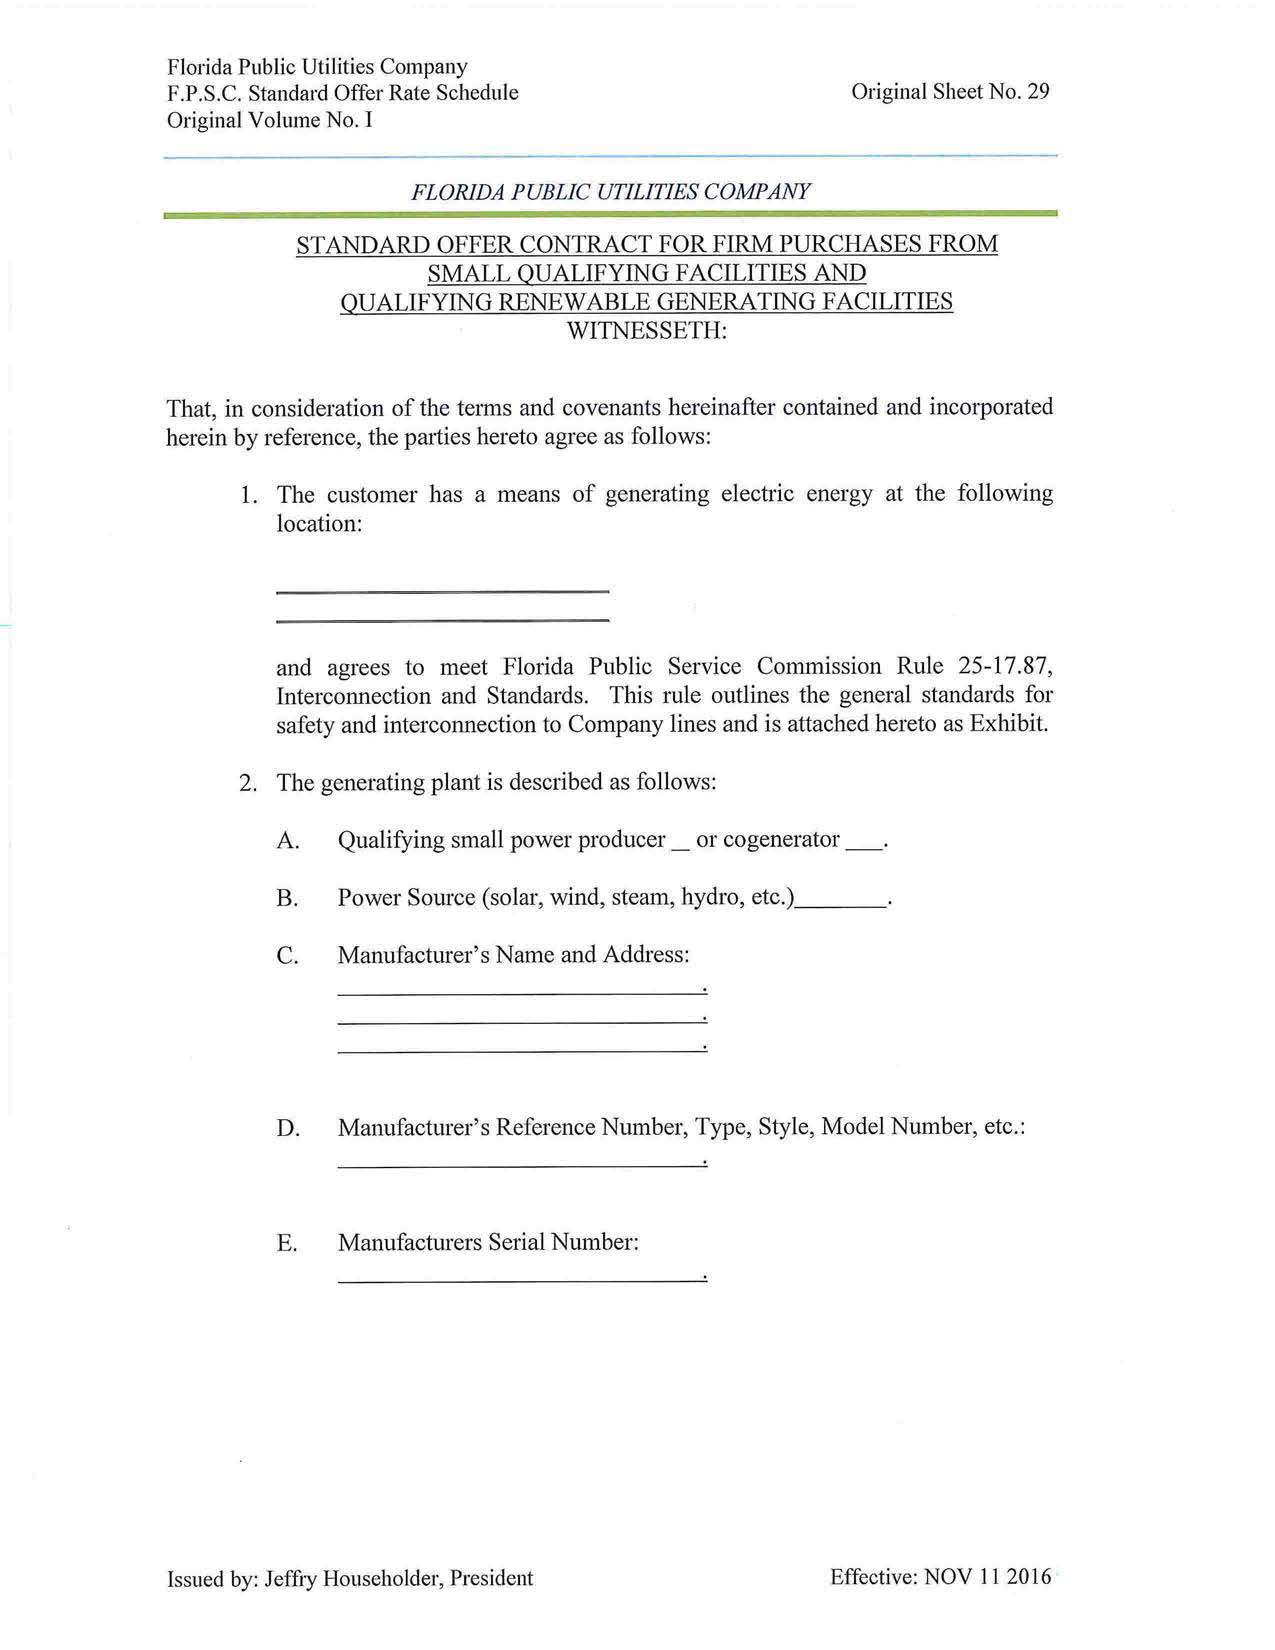 Florida Public Utilities Company
F.P.S.C. Standard Offer Rate Schedule
Original Sheet No. 29
Original Volume No. I
FLORIDA PUBLIC UTILITIES COMPANY
STANDARD OFFER CONTRACT FOR FIRM PURCHASES FROM
SMALL QUALIFYING FACILITIES AND
QUALIFYING RENEWABLE GENERATING FACILITIES
WITNESSETH:
That, in consideration of the terms and covenants hereinafter contained and incorporated
herein by reference, the parties hereto agree as follows:
1. The customer has a means of generating electric energy at the following
location:
and agrees to meet Florida Public Service Commission Rule 25-17.87,
Interconnection and Standards. This rule outlines the general standards for
safety and interconnection to Company lines and is attached hereto as Exhibit.
2. The generating plant is described as follows:
A. Qualifying small power producer _ or cogenerator ___.
B. Power Source (solar, wind, steam, hydro, etc.)________.
C. Manufacturer's Name and Address:
______________________________.
______________________________.
______________________________.
D. Manufacturer's Reference Number, Type, Style, Model Number, etc.:
______________________________.
E. Manufacturers Serial Number:
______________________________.
Issued by: Jeffry Householder, President
Effective: NOV 11 2016